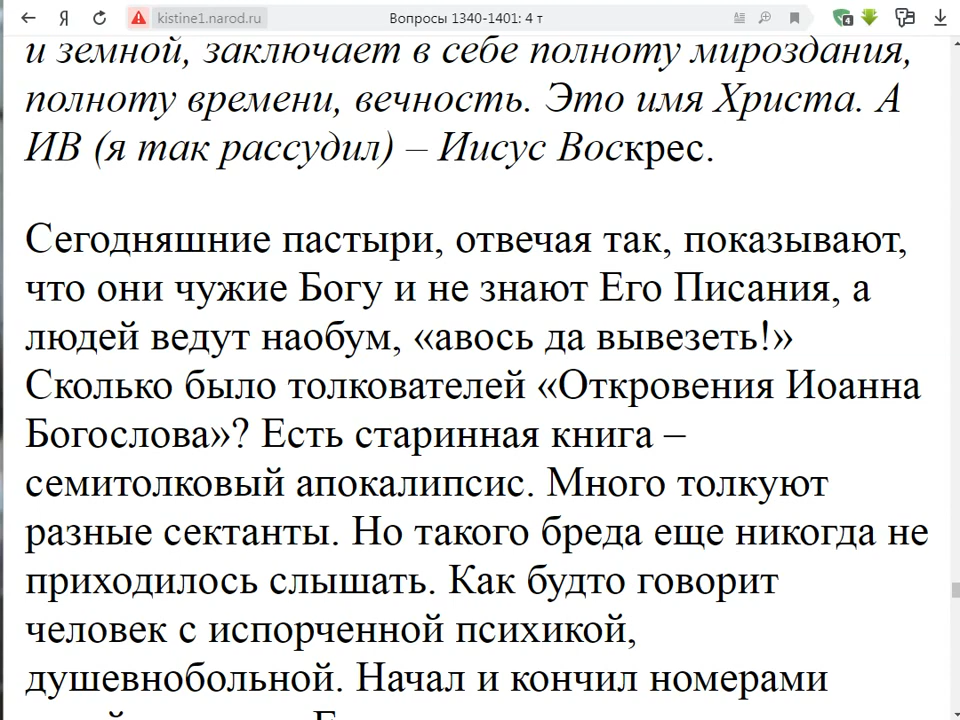 kistine1.narod.ru
Вопросы 1340-1401: 4 т
4
и земной, заключает в себе полноту мироздания,
полноту времени, вечность. Это имя Христа. А
ИВ (я так рассудил) – Иисус Воскрес.
Сегодняшние пастыри, отвечая так, показывают,
что они чужие Богу и не знают Его Писания, а
людей ведут наобум, «авось да вывезеть!»
Сколько было толкователей «Откровения Иоанна
Богослова»? Есть старинная книга –
семитолковый апокалипсис. Много толкуют
разные сектанты. Но такого бреда еще никогда не
приходилось слышать. Как будто говорит
человек с испорченной психикой,
душевнобольной. Начал и кончил номерами